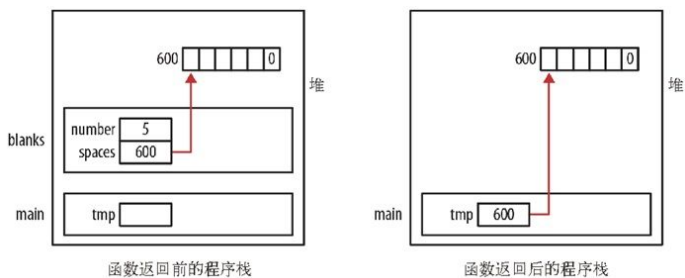 600
0
堆
blanks
number
5
spaces
600
main
tmp
函数返回前的程序栈
600
0
堆
main
tmp
600
函数返回后的程序栈